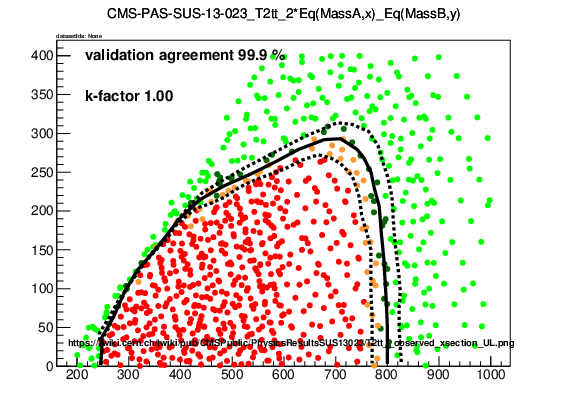 CMS-PAS-SUS-13-023_T2tt_2*Eq(MassA,x)_Eq(MassB,y)
datasetIds: None
validation agreement 99.9 %
k-factor 1.00
400
350
300
250
200
150
100
50
0
https://twiki.cern.ch/twiki/pub/CMSPublic/PhysicsResultsSUS13023/T2tt_2_observed_xsection_UL.png
200 300 400 500 600 700 800 900 1000